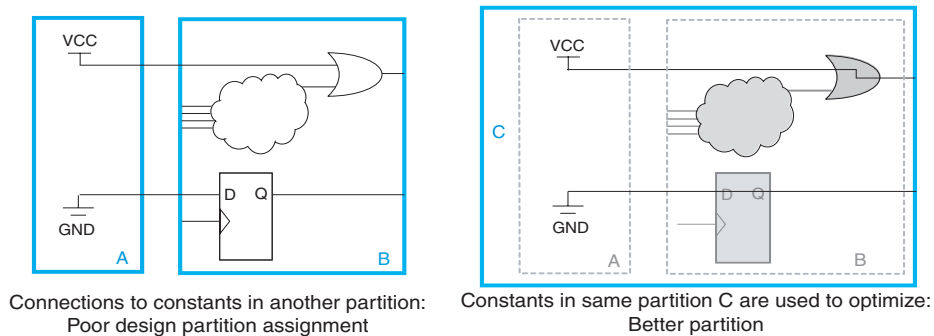 VCC
D Q
GND
A
B
Connections to constants in another partition:
Poor design partition assignment
VCC
C
D Q
GND
A
B
Constants in same partition C are used to optimize:
Better partition